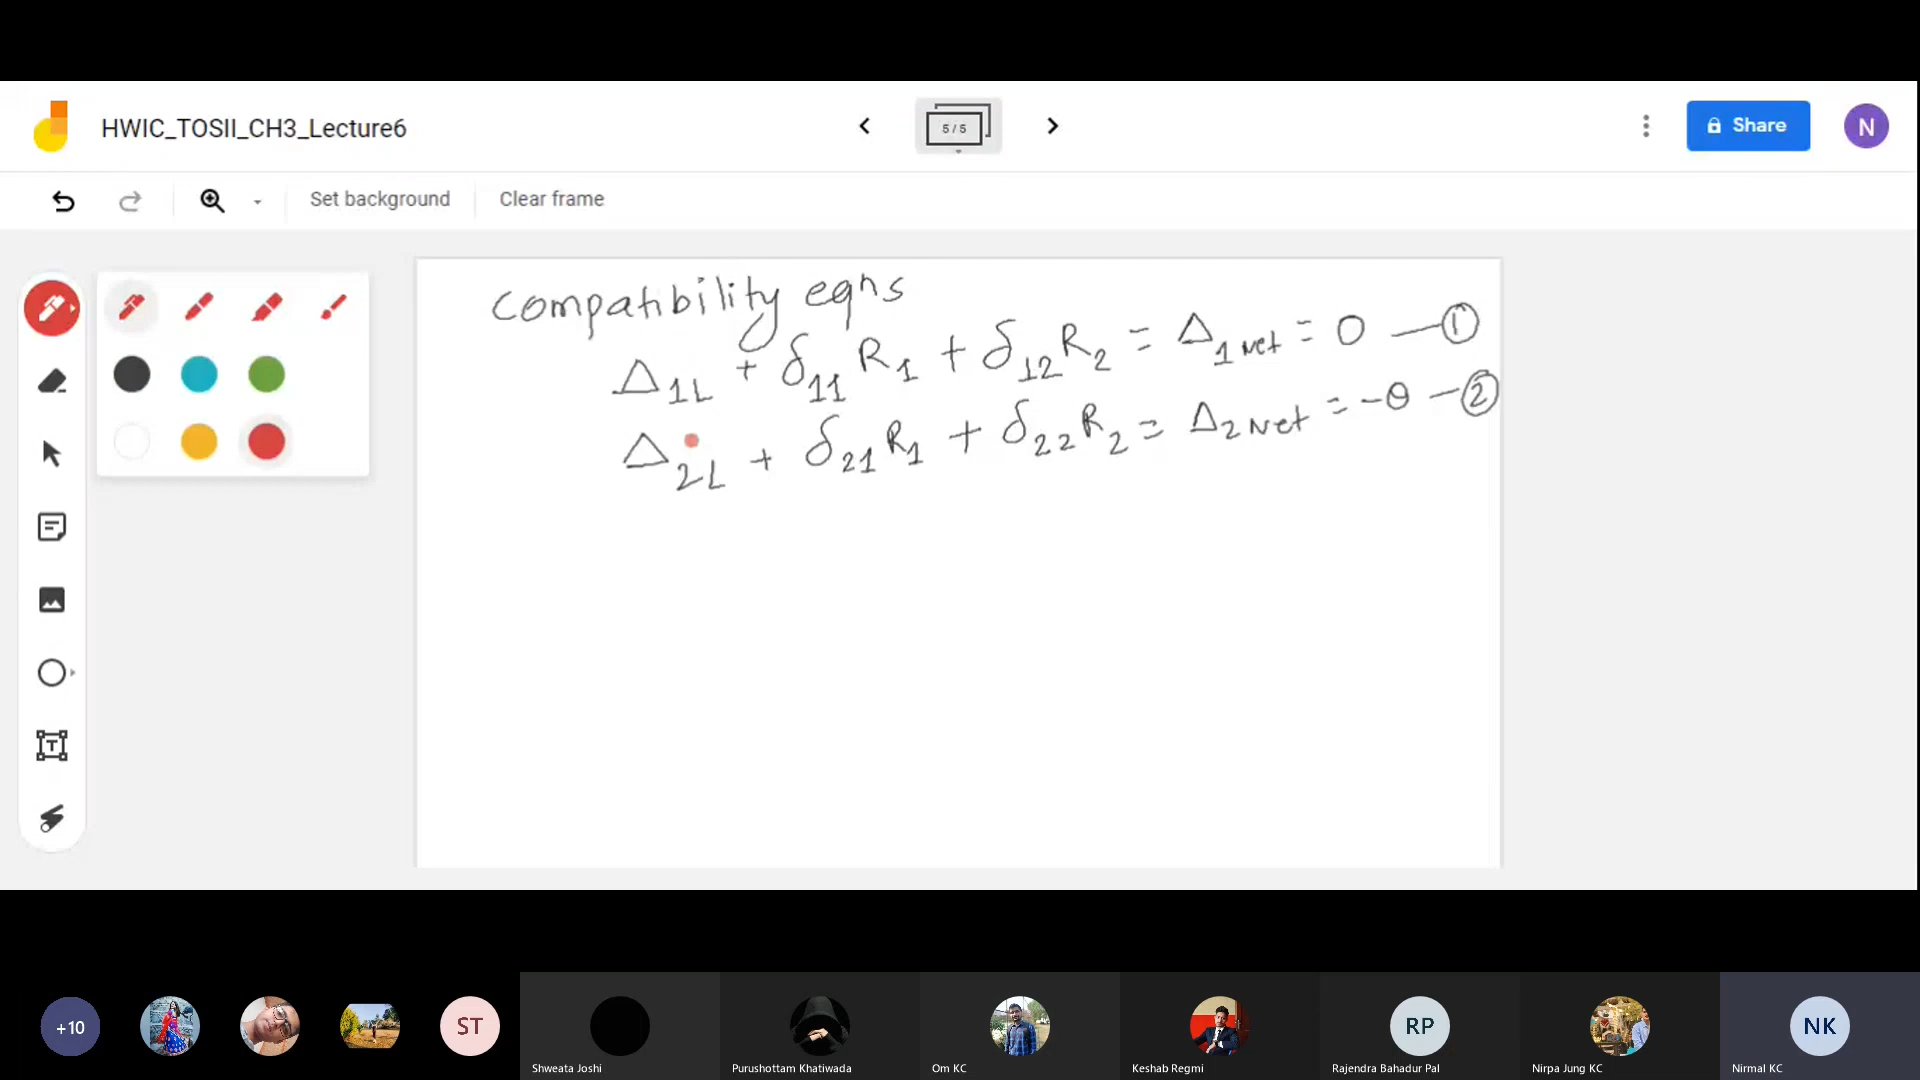 HWIC_TOSII_CH3_Lecture6
5 / 5
Share
N
Set background
Clear frame
compatibility eqns
Δ1L + δ11 R1 + δ12 R2 = Δ1 Net = 0 — ①
Δ2L + δ21 R1 + δ22 R2 = Δ2 Net = -θ — ②
+10
ST
RP
NK
Shweata Joshi
Purushottam Khatiwada
Om KC
Keshab Regmi
Rajendra Bahadur Pal
Nirpa Jung KC
Nirmal KC